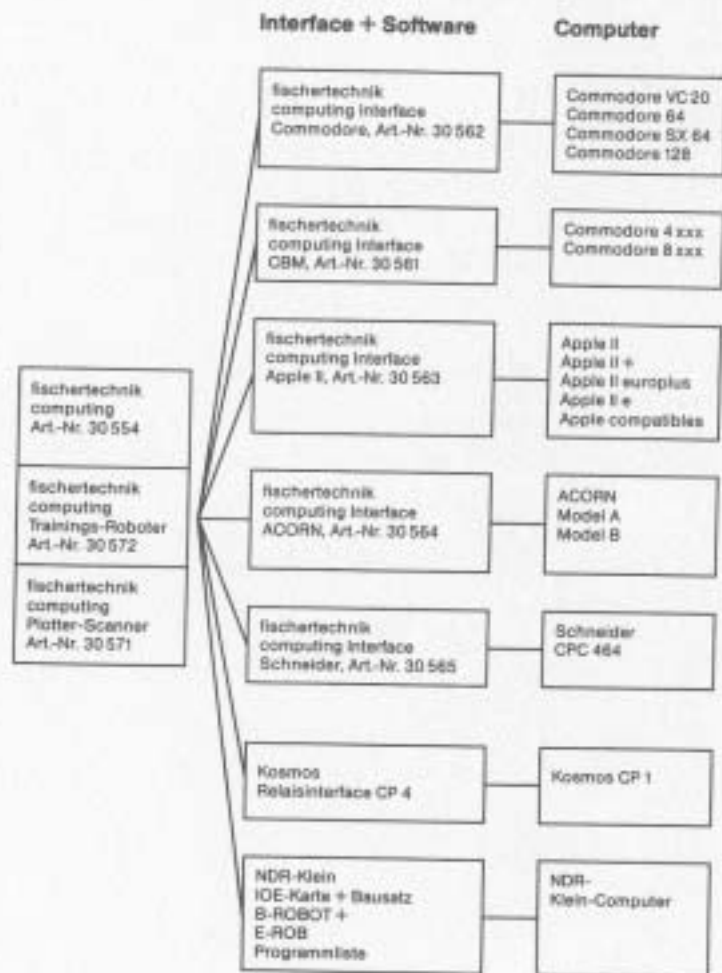 Interface + Software
Computer
fischertechnik
computing Interface
Commodore, Art.-Nr. 30 562
Commodore VC 20
Commodore 64
Commodore SX 64
Commodore 128
fischertechnik
computing Interface
CBM, Art.-Nr. 30 561
Commodore 4 xxx
Commodore 8 xxx
fischertechnik
computing Interface
Apple II, Art.-Nr. 30 563
Apple II
Apple II +
Apple II europlus
Apple II e
Apple compatibles
fischertechnik
computing
Art.-Nr. 30 554
fischertechnik
computing
Trainings-Roboter
Art.-Nr. 30 572
fischertechnik
computing
Plotter-Scanner
Art.-Nr. 30 571
fischertechnik
computing Interface
ACORN, Art.-Nr. 30 564
ACORN
Model A
Model B
fischertechnik
computing Interface
Schneider, Art.-Nr. 30 565
Schneider
CPC 464
Kosmos
Relaisinterface CP 4
Kosmos CP 1
NDR-Klein
IOE-Karte + Bausatz
B-ROBOT +
E-ROB
Programmliste
NDR-
Klein-Computer